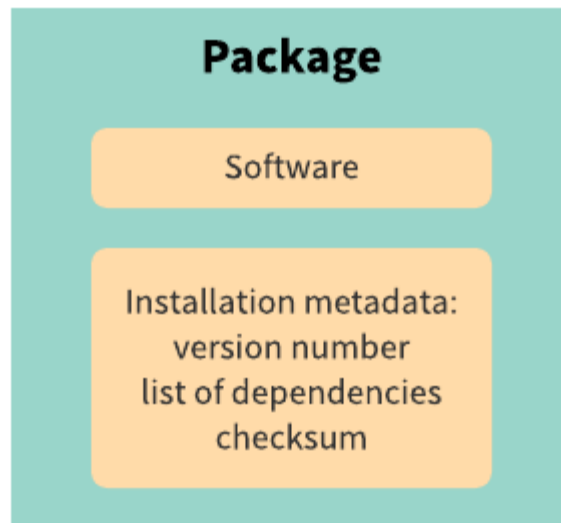 Package
Software
Installation metadata:
version number
list of dependencies
checksum